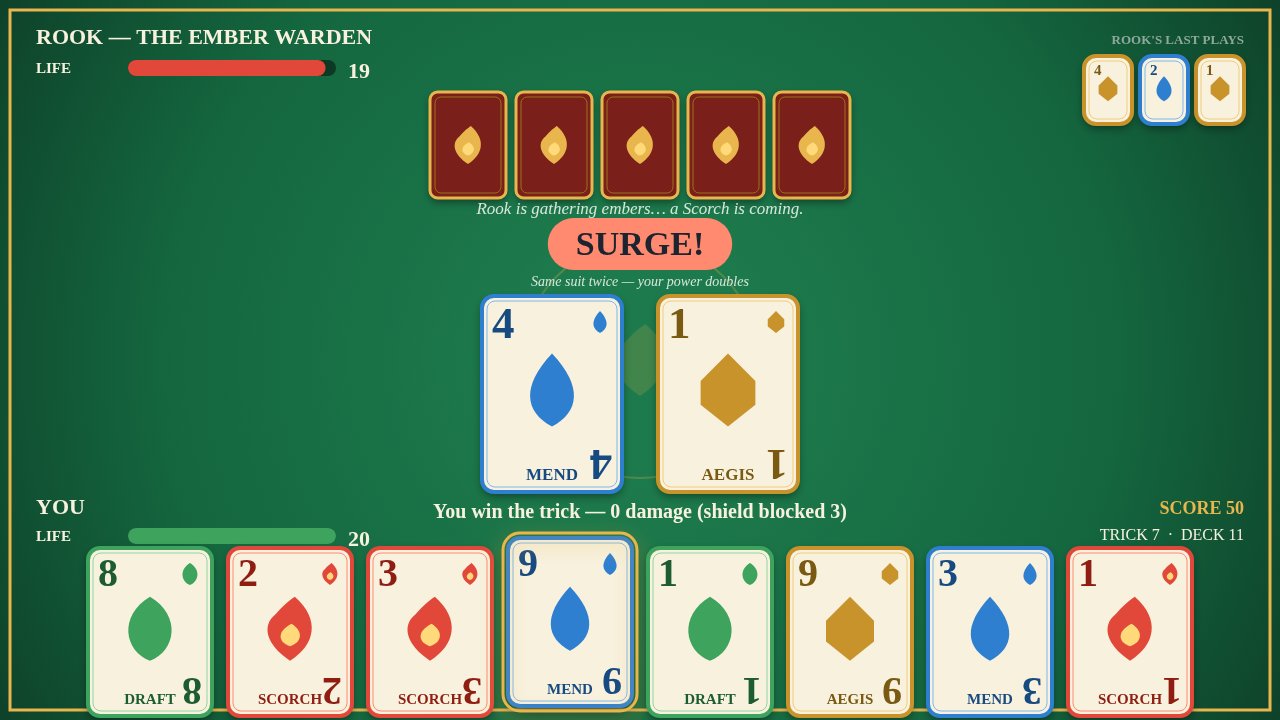 ROOK — THE EMBER WARDEN
LIFE
19
ROOK'S LAST PLAYS
4
2
1
Rook is gathering embers… a Scorch is coming.
SURGE!
Same suit twice — your power doubles
4
MEND
4
1
AEGIS
1
You win the trick — 0 damage (shield blocked 3)
YOU
LIFE
20
SCORE 50
TRICK 7 · DECK 11
8
DRAFT
8
2
SCORCH
2
3
SCORCH
3
9
MEND
9
1
DRAFT
1
9
AEGIS
9
3
MEND
3
1
SCORCH
1